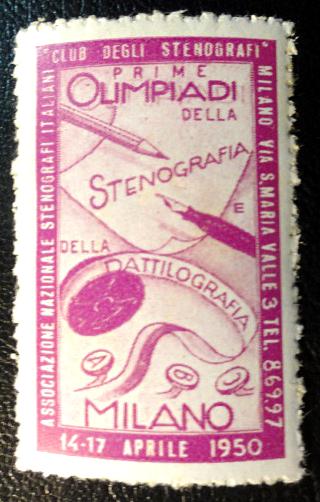 ASSOCIAZIONE NAZIONALE STENOGRAFI ITALIANI
"CLUB DEGLI STENOGRAFI"
MILANO VIA S. MARIA VALLE 3 TEL. 86997
PRIME
OLIMPIADI
DELLA
STENOGRAFIA
E
DELLA
DATTILOGRAFIA
MILANO
14-17 APRILE 1950